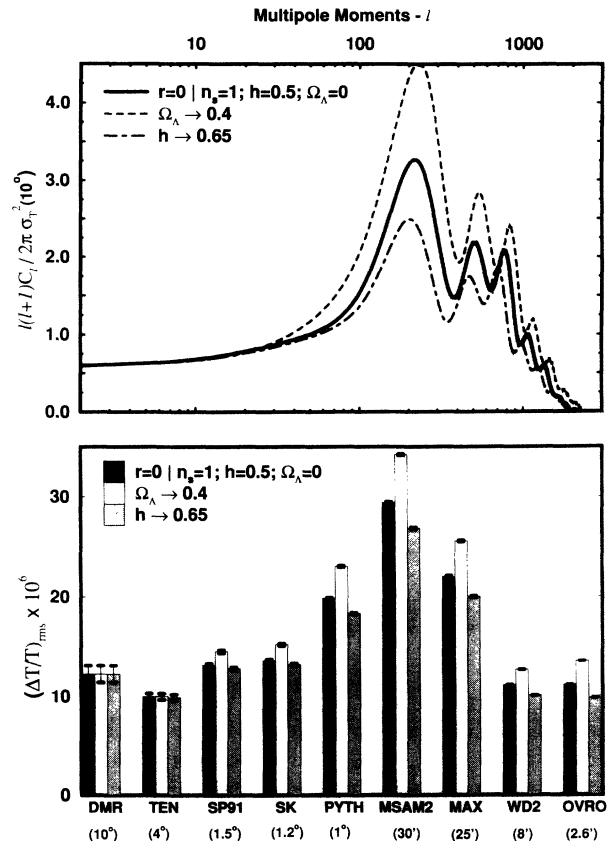 Multipole Moments - l
10 100 1000
4.0
3.0
2.0
1.0
0.0
l(l+1)C_l / 2π σ_T^2(10°)
r=0 | n_s=1; h=0.5; Ω_Λ=0
Ω_Λ → 0.4
h → 0.65
30
20
10
0
(ΔT/T)_rms x 10^6
r=0 | n_s=1; h=0.5; Ω_Λ=0
Ω_Λ → 0.4
h → 0.65
DMR TEN SP91 SK PYTH MSAM2 MAX WD2 OVRO
(10°) (4°) (1.5°) (1.2°) (1°) (30') (25') (8') (2.6')